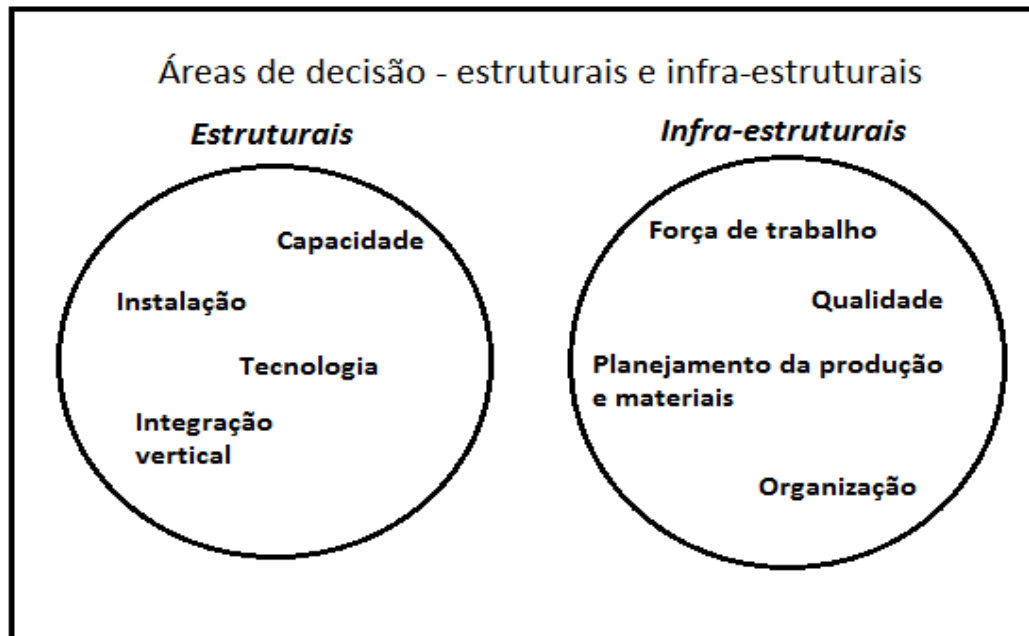 Áreas de decisão - estruturais e infra-estruturais
Estruturais
Capacidade
Instalação
Tecnologia
Integração
vertical
Infra-estruturais
Força de trabalho
Qualidade
Planejamento da produção
e materiais
Organização